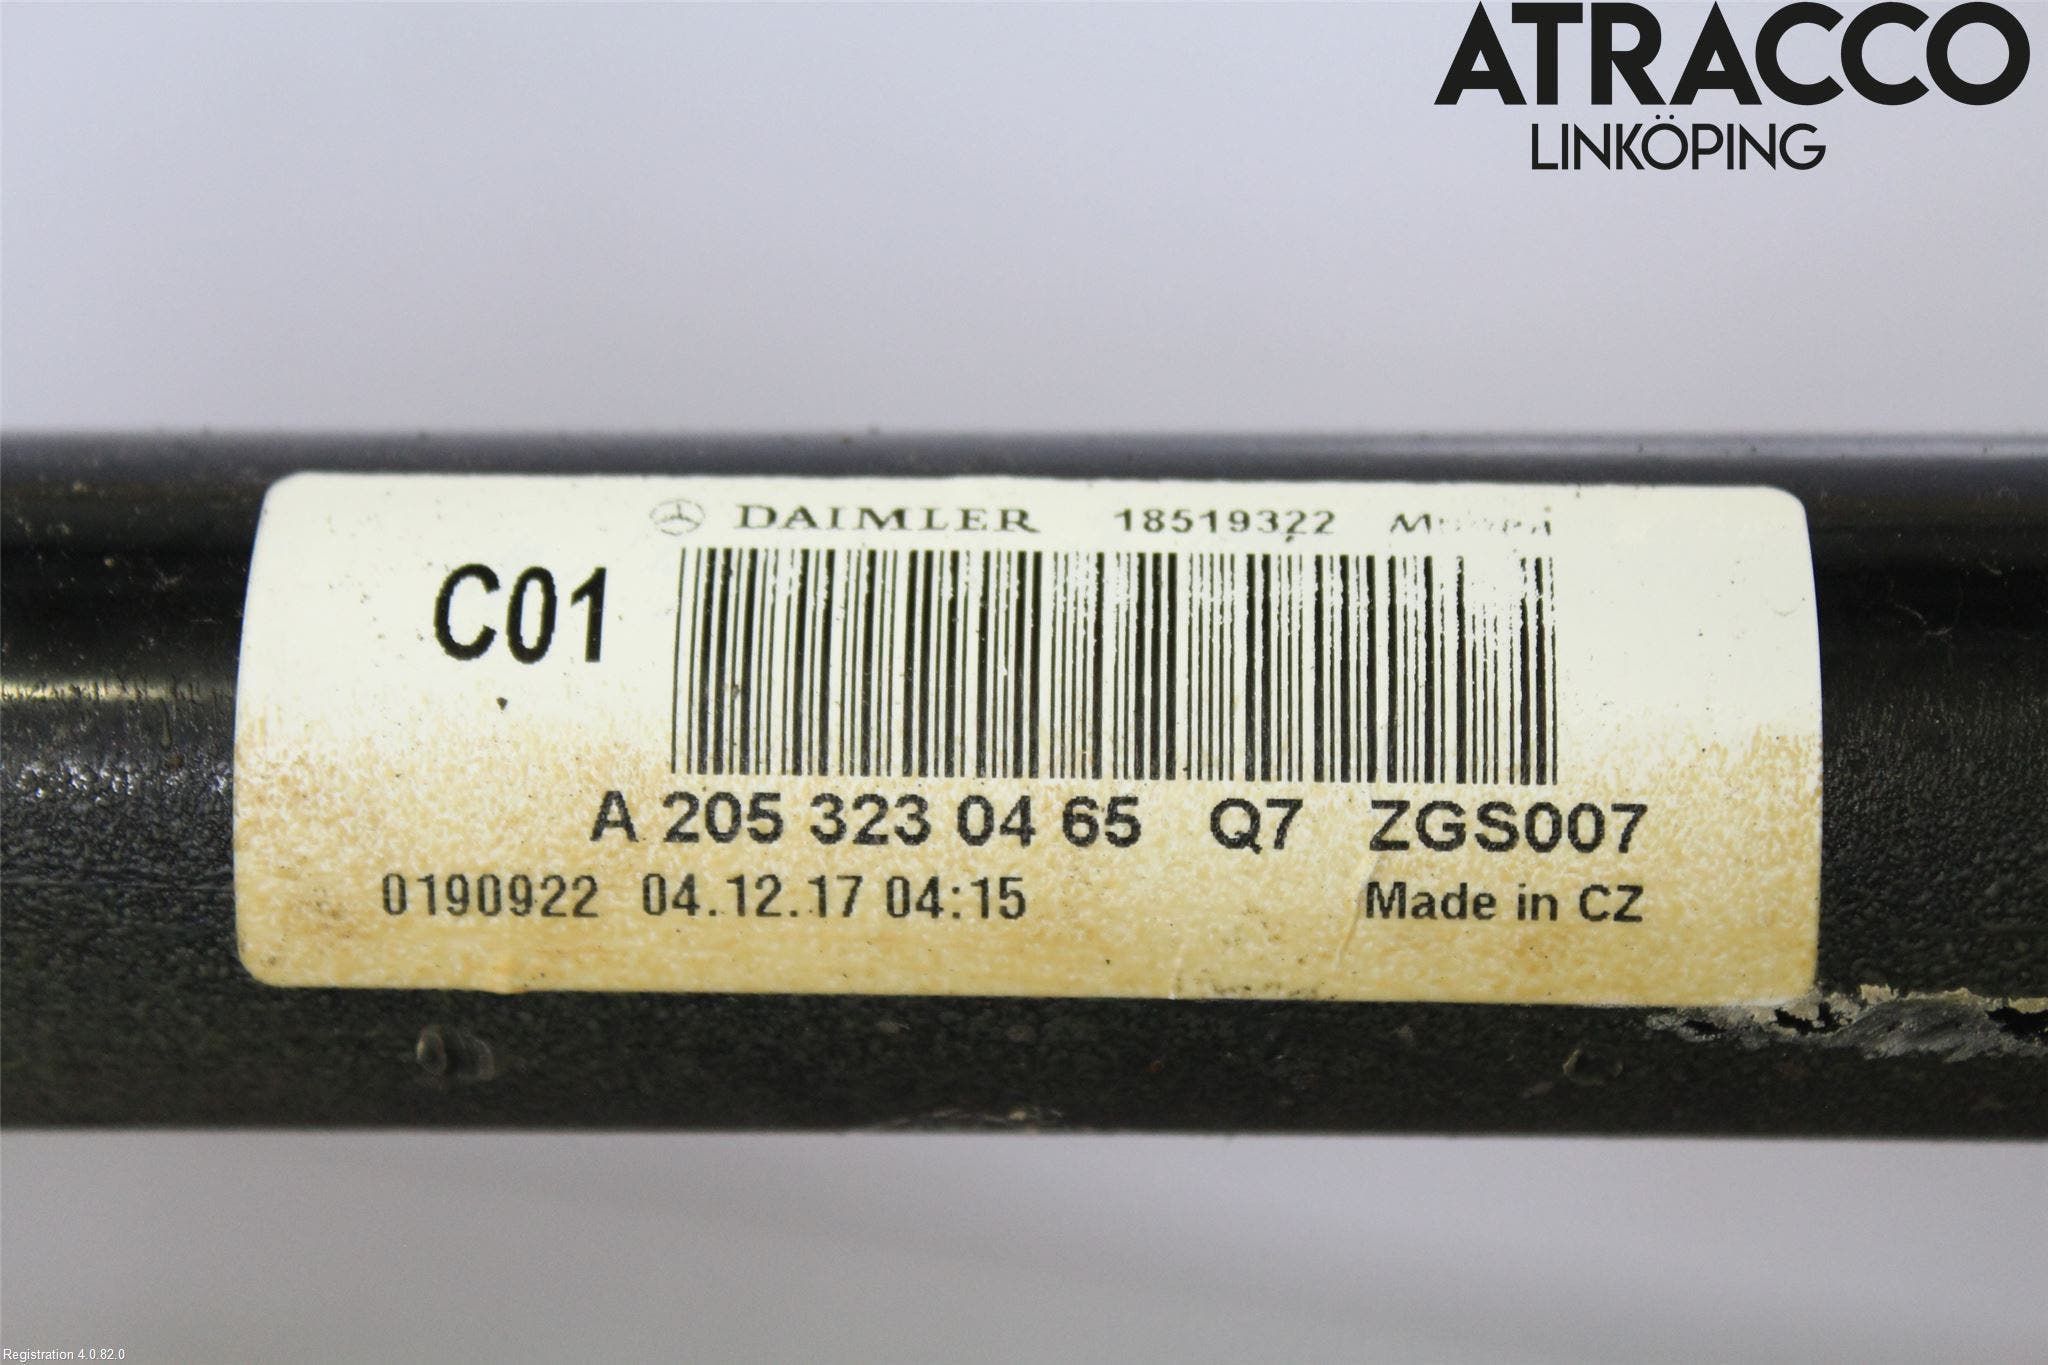 ATRACCO
LINKÖPING
DAIMLER 18519322
C01
A 205 323 04 65 Q7 ZGS007
0190922 04.12.17 04:15 Made in CZ
Registration 4.0.82.0